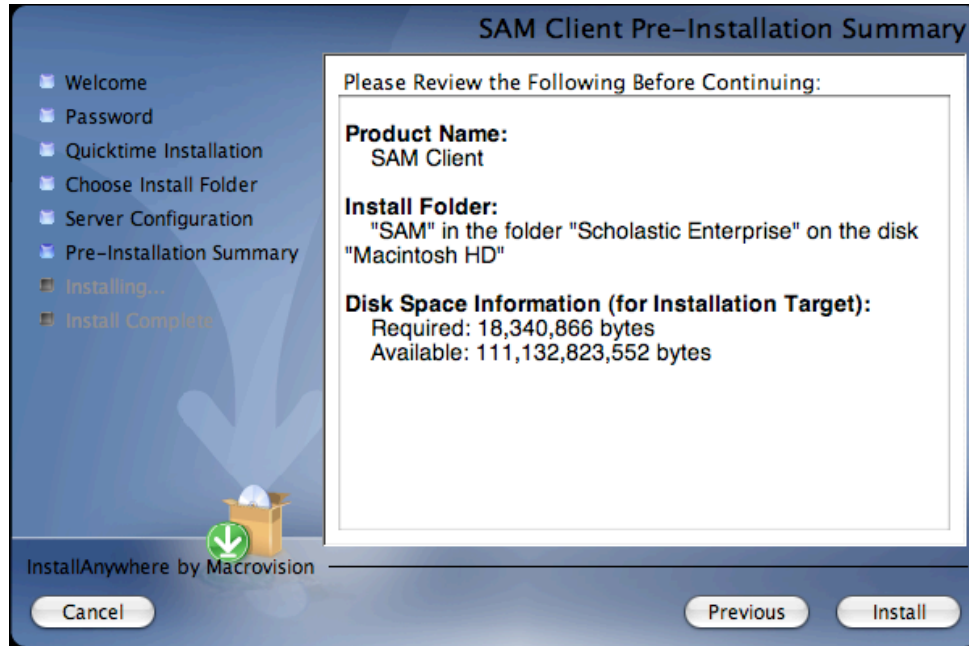 SAM Client Pre-Installation Summary
Welcome
Password
Quicktime Installation
Choose Install Folder
Server Configuration
Pre-Installation Summary
Installing...
Install Complete
Please Review the Following Before Continuing:
Product Name:
SAM Client
Install Folder:
"SAM" in the folder "Scholastic Enterprise" on the disk
"Macintosh HD"
Disk Space Information (for Installation Target):
Required: 18,340,866 bytes
Available: 111,132,823,552 bytes
InstallAnywhere by Macrovision
Cancel
Previous
Install